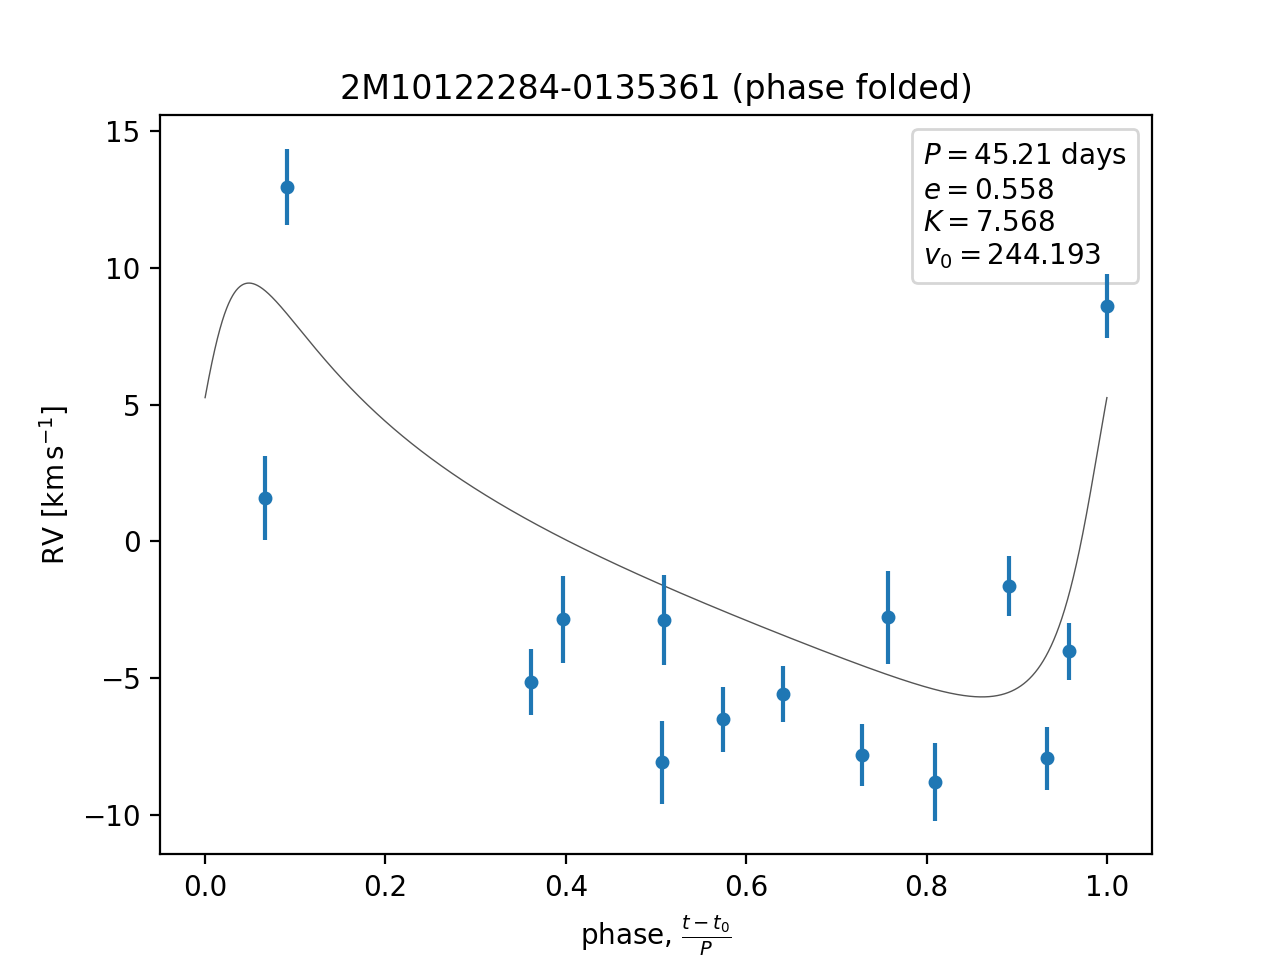 2M10122284-0135361 (phase folded)
P = 45.21 days
e = 0.558
K = 7.568
v₀ = 244.193
15
10
5
0
−5
−10
RV [km s⁻¹]
0.0 0.2 0.4 0.6 0.8 1.0
phase, (t − t₀)/P